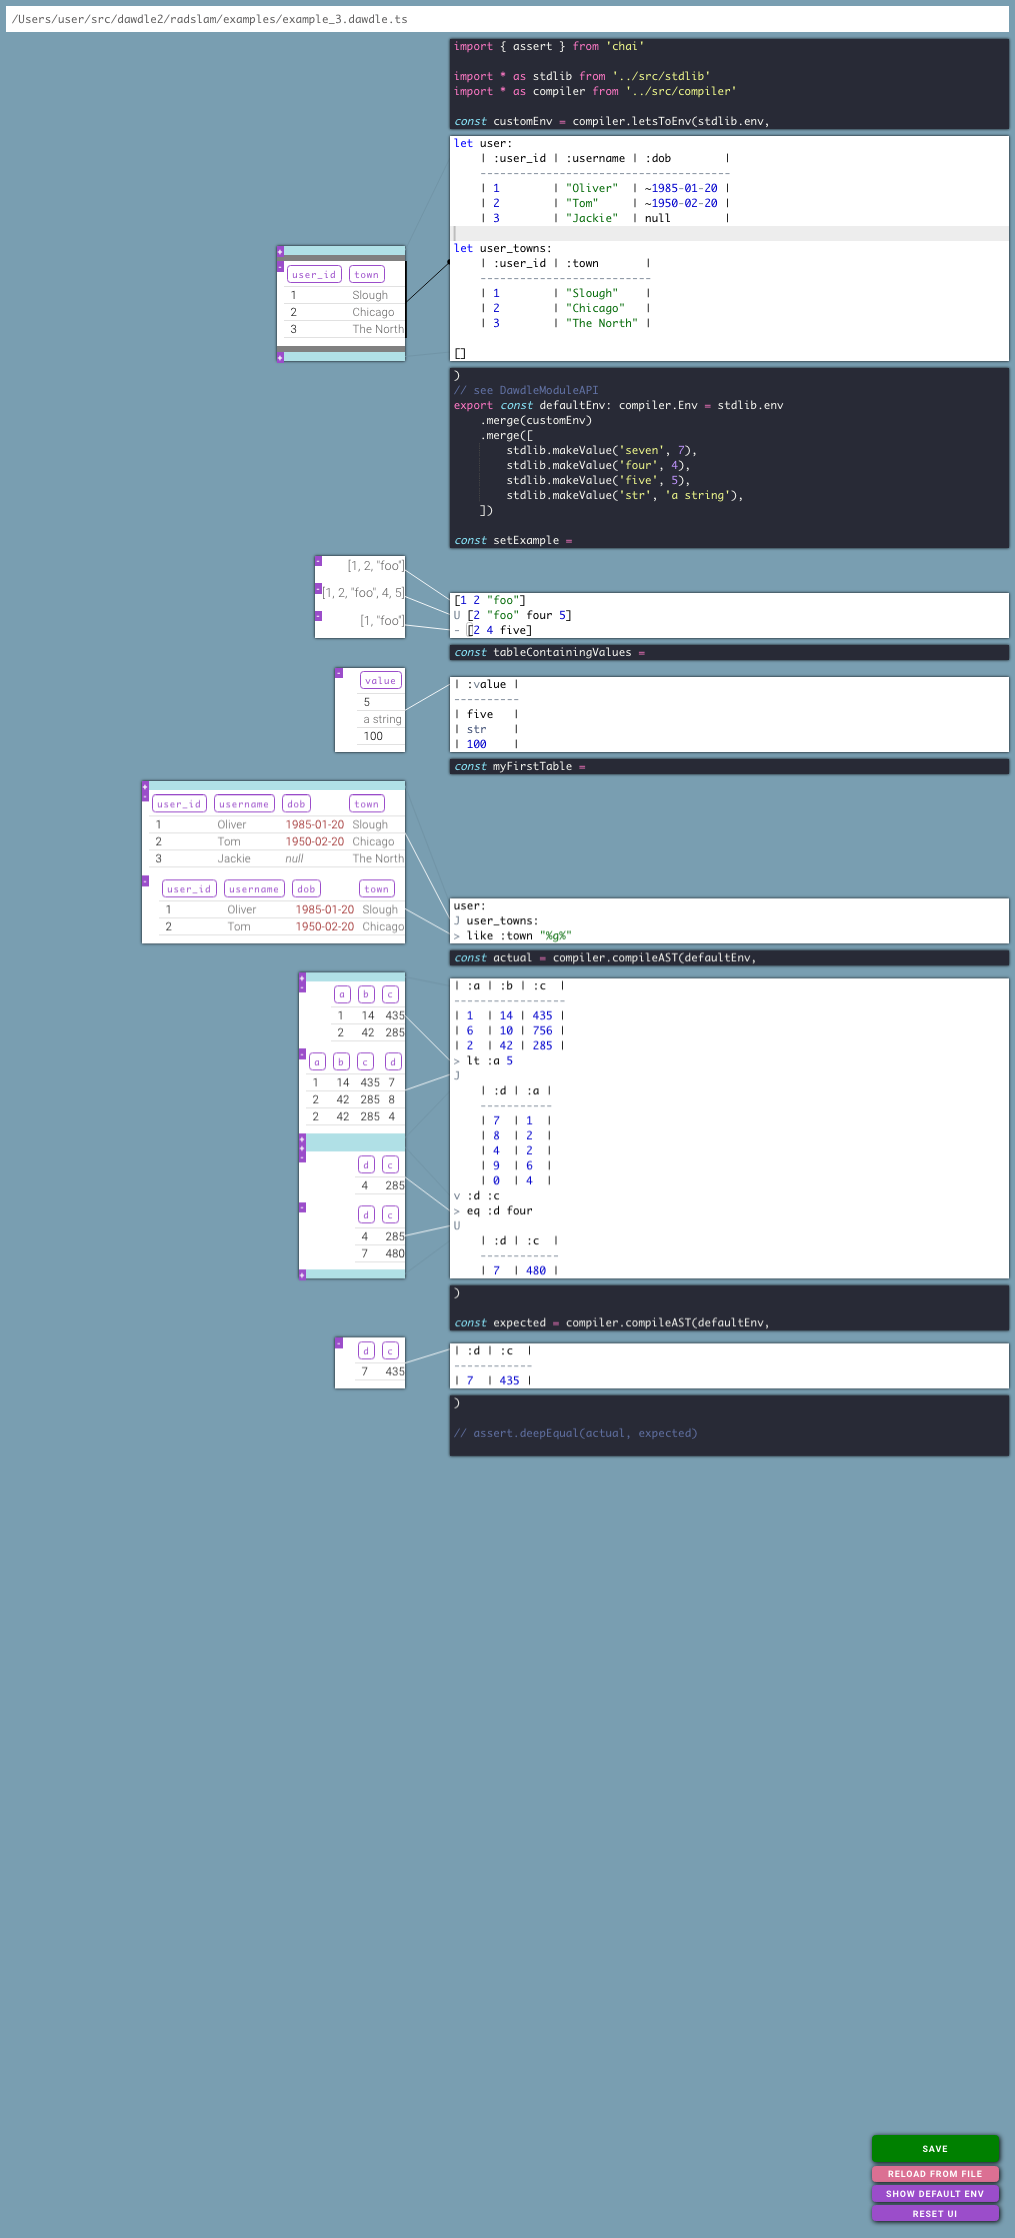 /Users/user/src/dawdle2/radslam/examples/example_3.dawdle.ts
import { assert } from 'chai'
import * as stdlib from '../src/stdlib'
import * as compiler from '../src/compiler'
const customEnv = compiler.letsToEnv(stdlib.env,
let user:
| :user_id | :username | :dob |
--------------------------------------
| 1 | "Oliver" | ~1985-01-20 |
| 2 | "Tom" | ~1950-02-20 |
| 3 | "Jackie" | null |
let user_towns:
| :user_id | :town |
--------------------------
| 1 | "Slough" |
| 2 | "Chicago" |
| 3 | "The North" |
[]
+
-
user_id town
1 Slough
2 Chicago
3 The North
+
)
// see DawdleModuleAPI
export const defaultEnv: compiler.Env = stdlib.env
.merge(customEnv)
.merge([
stdlib.makeValue('seven', 7),
stdlib.makeValue('four', 4),
stdlib.makeValue('five', 5),
stdlib.makeValue('str', 'a string'),
])
const setExample =
- [1, 2, "foo"]
- [1, 2, "foo", 4, 5]
- [1, "foo"]
[1 2 "foo"]
U [2 "foo" four 5]
- [2 4 five]
const tableContainingValues =
-
value
5
a string
100
| :value |
----------
| five |
| str |
| 100 |
const myFirstTable =
+
-
user_id username dob town
1 Oliver 1985-01-20 Slough
2 Tom 1950-02-20 Chicago
3 Jackie null The North
-
user_id username dob town
1 Oliver 1985-01-20 Slough
2 Tom 1950-02-20 Chicago
user:
J user_towns:
> like :town "%g%"
const actual = compiler.compileAST(defaultEnv,
+
-
a b c
1 14 435
2 42 285
-
a b c d
1 14 435 7
2 42 285 8
2 42 285 4
+
+
-
d c
4 285
-
d c
4 285
7 480
+
| :a | :b | :c |
-----------------
| 1 | 14 | 435 |
| 6 | 10 | 756 |
| 2 | 42 | 285 |
> lt :a 5
J
| :d | :a |
-----------
| 7 | 1 |
| 8 | 2 |
| 4 | 2 |
| 9 | 6 |
| 0 | 4 |
v :d :c
> eq :d four
U
| :d | :c |
------------
| 7 | 480 |
)
const expected = compiler.compileAST(defaultEnv,
-
d c
7 435
| :d | :c |
------------
| 7 | 435 |
)
// assert.deepEqual(actual, expected)
SAVE
RELOAD FROM FILE
SHOW DEFAULT ENV
RESET UI